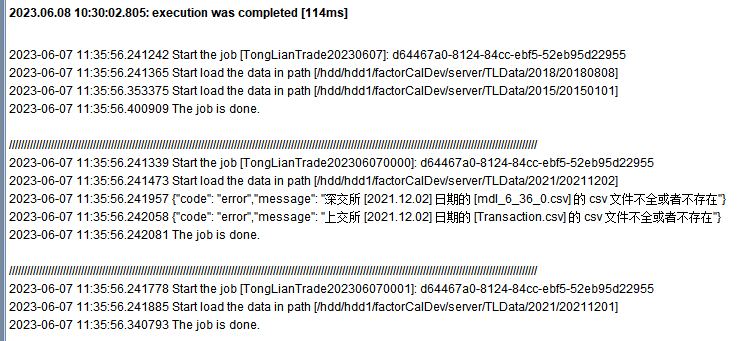 2023.06.08 10:30:02.805: execution was completed [114ms]
2023-06-07 11:35:56.241242 Start the job [TongLianTrade20230607]: d64467a0-8124-84cc-ebf5-52eb95d22955
2023-06-07 11:35:56.241365 Start load the data in path [/hdd/hdd1/factorCalDev/server/TLData/2018/20180808]
2023-06-07 11:35:56.353375 Start load the data in path [/hdd/hdd1/factorCalDev/server/TLData/2015/20150101]
2023-06-07 11:35:56.400909 The job is done.
////////////////////////////////////////////////////////////////////////////////////////////////////////////////////////////////////////////////////////////////////////////////
2023-06-07 11:35:56.241339 Start the job [TongLianTrade202306070000]: d64467a0-8124-84cc-ebf5-52eb95d22955
2023-06-07 11:35:56.241473 Start load the data in path [/hdd/hdd1/factorCalDev/server/TLData/2021/20211202]
2023-06-07 11:35:56.241957 {"code": "error","message": "深交所 [2021.12.02] 日期的 [mdl_6_36_0.csv] 的 csv 文件不全或者不存在"}
2023-06-07 11:35:56.242058 {"code": "error","message": "上交所 [2021.12.02] 日期的 [Transaction.csv] 的 csv 文件不全或者不存在"}
2023-06-07 11:35:56.242081 The job is done.
////////////////////////////////////////////////////////////////////////////////////////////////////////////////////////////////////////////////////////////////////////////////
2023-06-07 11:35:56.241778 Start the job [TongLianTrade202306070001]: d64467a0-8124-84cc-ebf5-52eb95d22955
2023-06-07 11:35:56.241885 Start load the data in path [/hdd/hdd1/factorCalDev/server/TLData/2021/20211201]
2023-06-07 11:35:56.340793 The job is done.